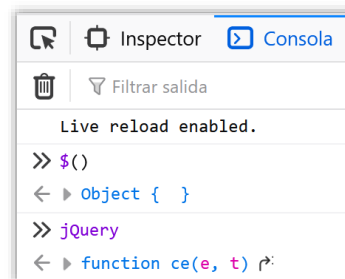 Inspector Consola
Filtrar salida
Live reload enabled.
>> $()
Object { }
>> jQuery
function ce(e, t)